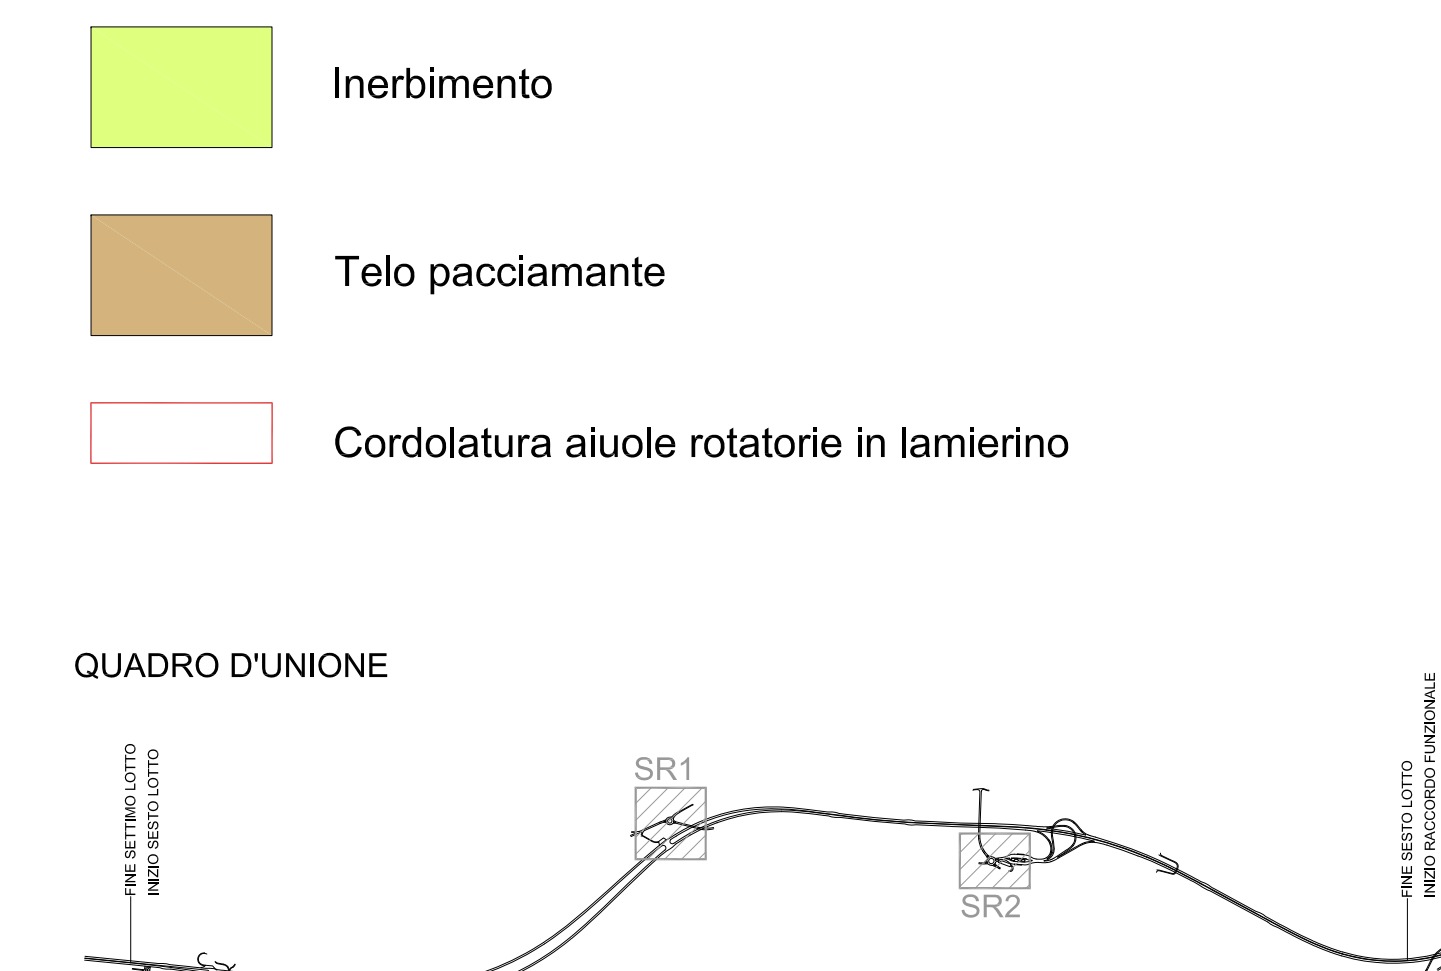 Inerbimento
Telo pacciamante
Cordolatura aiuole rotatorie in lamierino
QUADRO D'UNIONE
FINE SETTIMO LOTTO
INIZIO SESTO LOTTO
SR1
SR2
FINE SESTO LOTTO
INIZIO RACCORDO FUNZIONALE